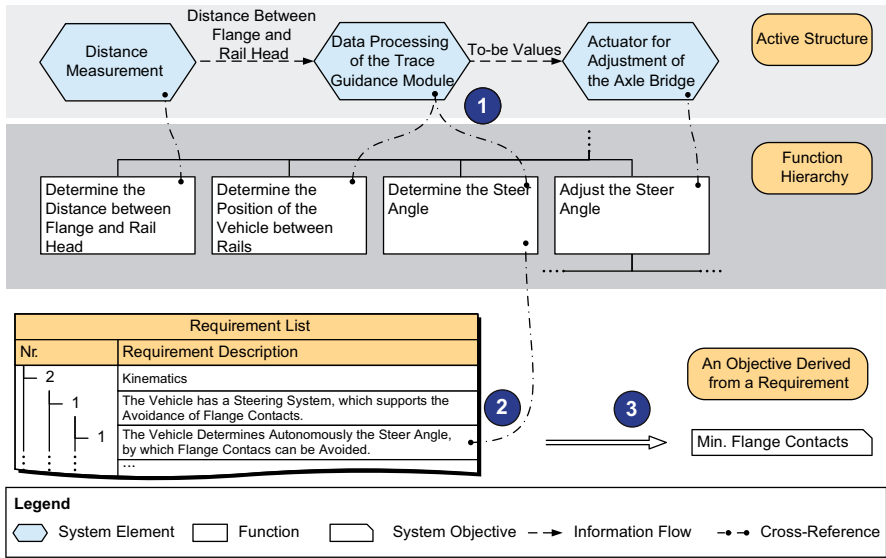 Distance Between
Flange and
Rail Head
Distance
Measurement
Data Processing
of the Trace
Guidance Module
To-be Values
Actuator for
Adjustment of
the Axle Bridge
Active Structure
1
Function
Hierarchy
Determine the
Distance between
Flange and Rail
Head
Determine the
Position of the
Vehicle between
Rails
Determine the Steer
Angle
Adjust the Steer
Angle
Requirement List
Nr.
Requirement Description
2
Kinematics
1
The Vehicle has a Steering System, which supports the
Avoidance of Flange Contacts.
1
The Vehicle Determines Autonomously the Steer Angle,
by which Flange Contacs can be Avoided.
...
2
3
An Objective Derived
from a Requirement
Min. Flange Contacts
Legend
System Element
Function
System Objective
Information Flow
Cross-Reference